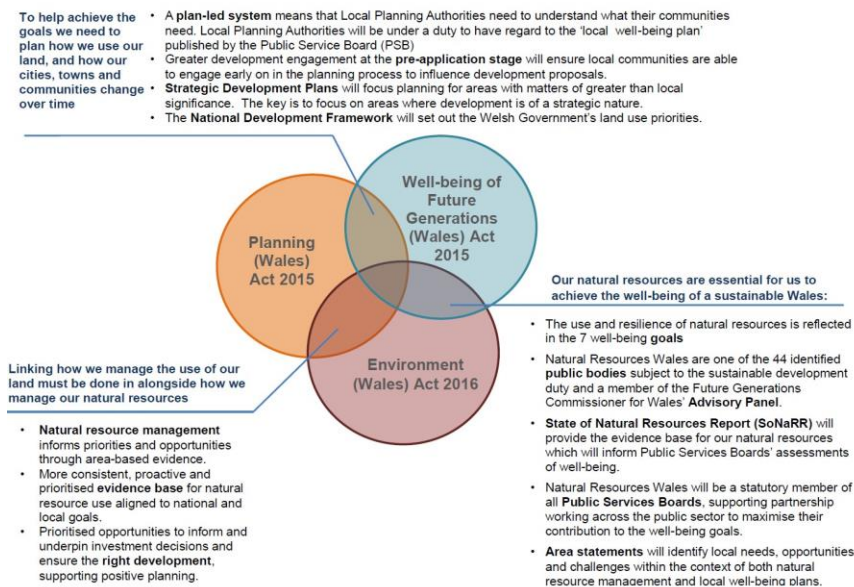 To help achieve the
goals we need to
plan how we use our
land, and how our
cities, towns and
communities change
over time
• A plan-led system means that Local Planning Authorities need to understand what their communities
need. Local Planning Authorities will be under a duty to have regard to the ‘local well-being plan’
published by the Public Service Board (PSB)
• Greater development engagement at the pre-application stage will ensure local communities are able
to engage early on in the planning process to influence development proposals.
• Strategic Development Plans will focus planning for areas with matters of greater than local
significance. The key is to focus on areas where development is of a strategic nature.
• The National Development Framework will set out the Welsh Government’s land use priorities.
Well-being of
Future
Generations
(Wales) Act
2015
Planning
(Wales)
Act 2015
Environment
(Wales) Act 2016
Our natural resources are essential for us to
achieve the well-being of a sustainable Wales:
• The use and resilience of natural resources is reflected
in the 7 well-being goals
• Natural Resources Wales are one of the 44 identified
public bodies subject to the sustainable development
duty and a member of the Future Generations
Commissioner for Wales’ Advisory Panel.
• State of Natural Resources Report (SoNaRR) will
provide the evidence base for our natural resources
which will inform Public Services Boards’ assessments
of well-being.
• Natural Resources Wales will be a statutory member of
all Public Services Boards, supporting partnership
working across the public sector to maximise their
contribution to the well-being goals.
• Area statements will identify local needs, opportunities
and challenges within the context of both natural
resource management and local well-being plans.
Linking how we manage the use of our
land must be done in alongside how we
manage our natural resources
• Natural resource management
informs priorities and opportunities
through area-based evidence.
• More consistent, proactive and
prioritised evidence base for natural
resource use aligned to national and
local goals.
• Prioritised opportunities to inform and
underpin investment decisions and
ensure the right development,
supporting positive planning.